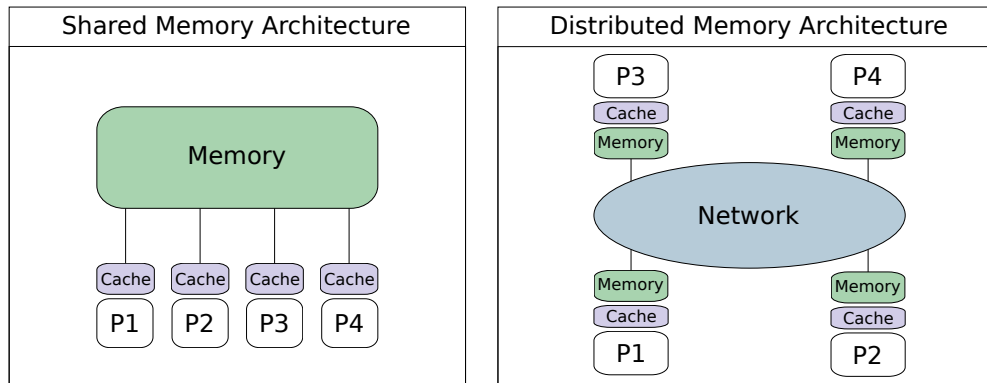 Shared Memory Architecture
Memory
Cache Cache Cache Cache
P1 P2 P3 P4
Distributed Memory Architecture
P3 P4
Cache Cache
Memory Memory
Network
Memory Memory
Cache Cache
P1 P2